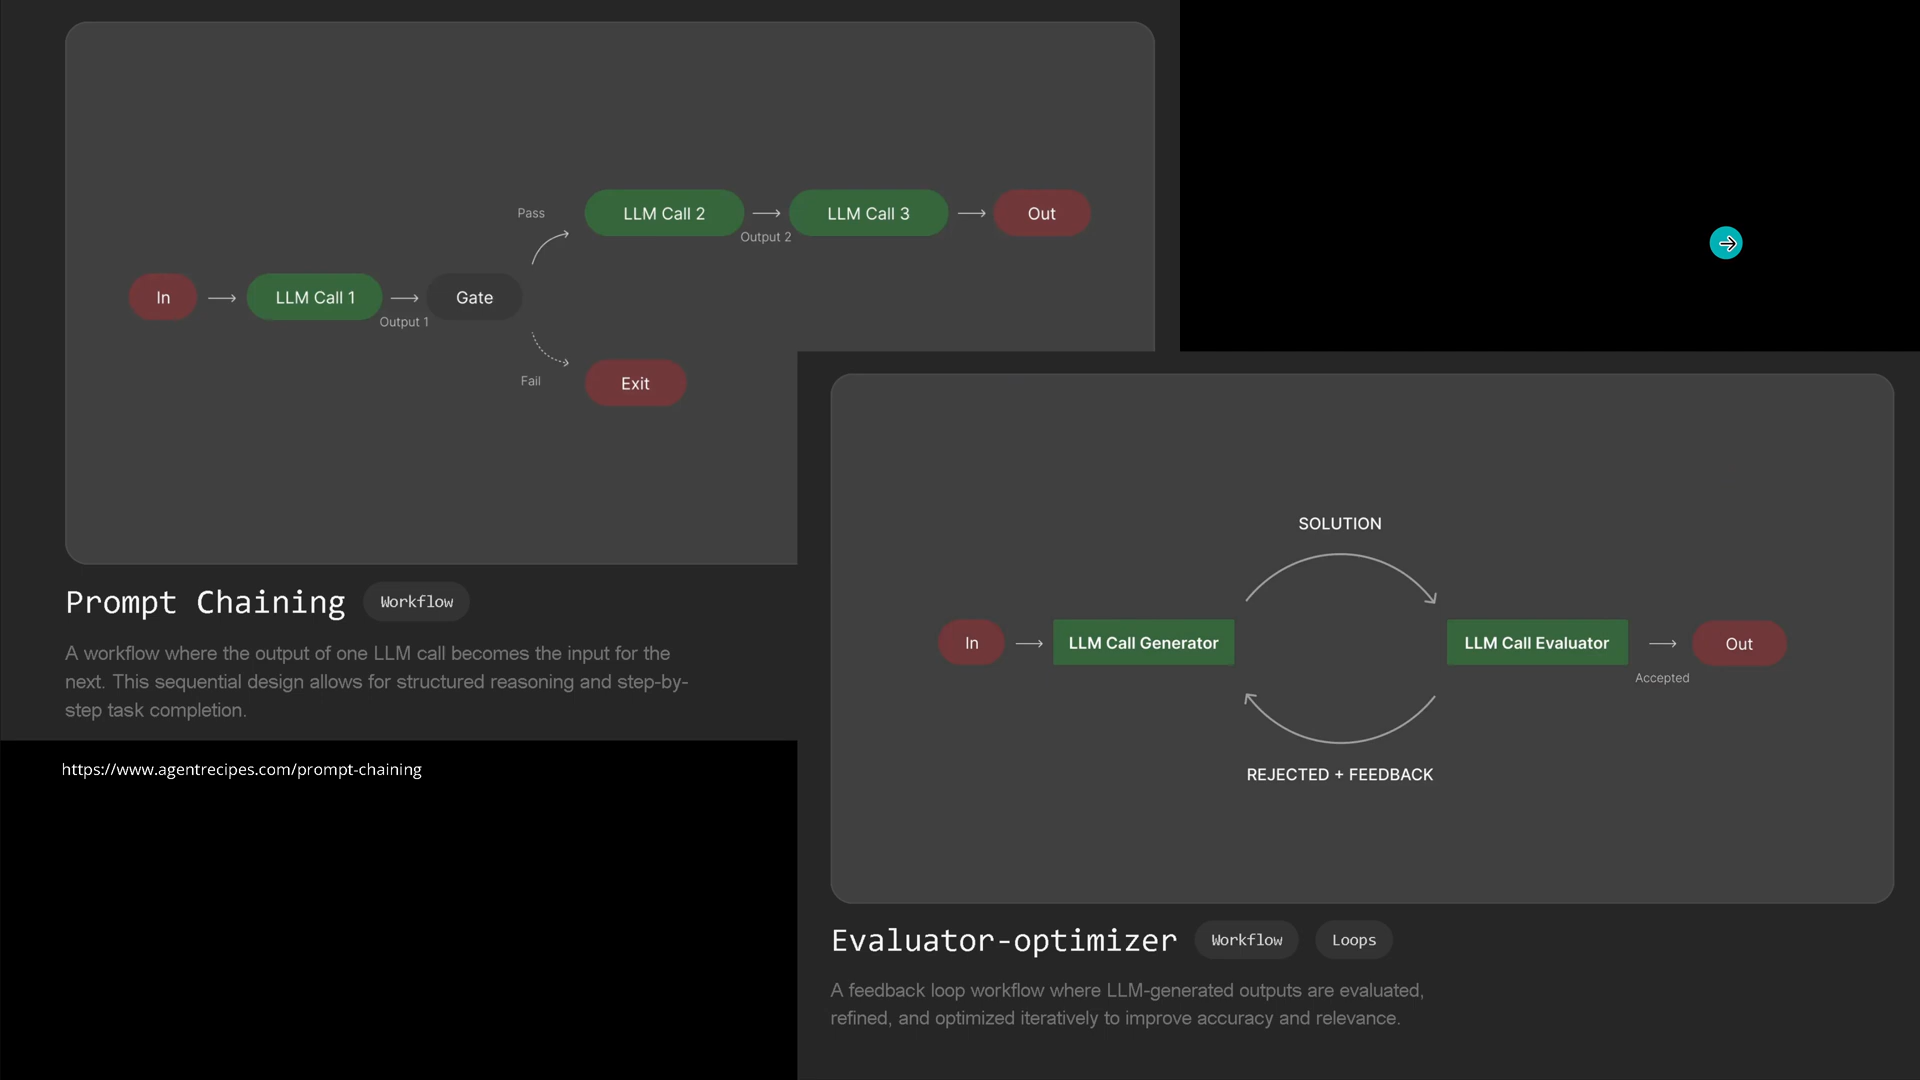 Pass
LLM Call 2
LLM Call 3
Out
Output 2
In
LLM Call 1
Gate
Output 1
Fail
Exit
Prompt Chaining
Workflow
A workflow where the output of one LLM call becomes the input for the
next. This sequential design allows for structured reasoning and step-by-
step task completion.
https://www.agentrecipes.com/prompt-chaining
SOLUTION
In
LLM Call Generator
LLM Call Evaluator
Out
Accepted
REJECTED + FEEDBACK
Evaluator-optimizer
Workflow
Loops
A feedback loop workflow where LLM-generated outputs are evaluated,
refined, and optimized iteratively to improve accuracy and relevance.